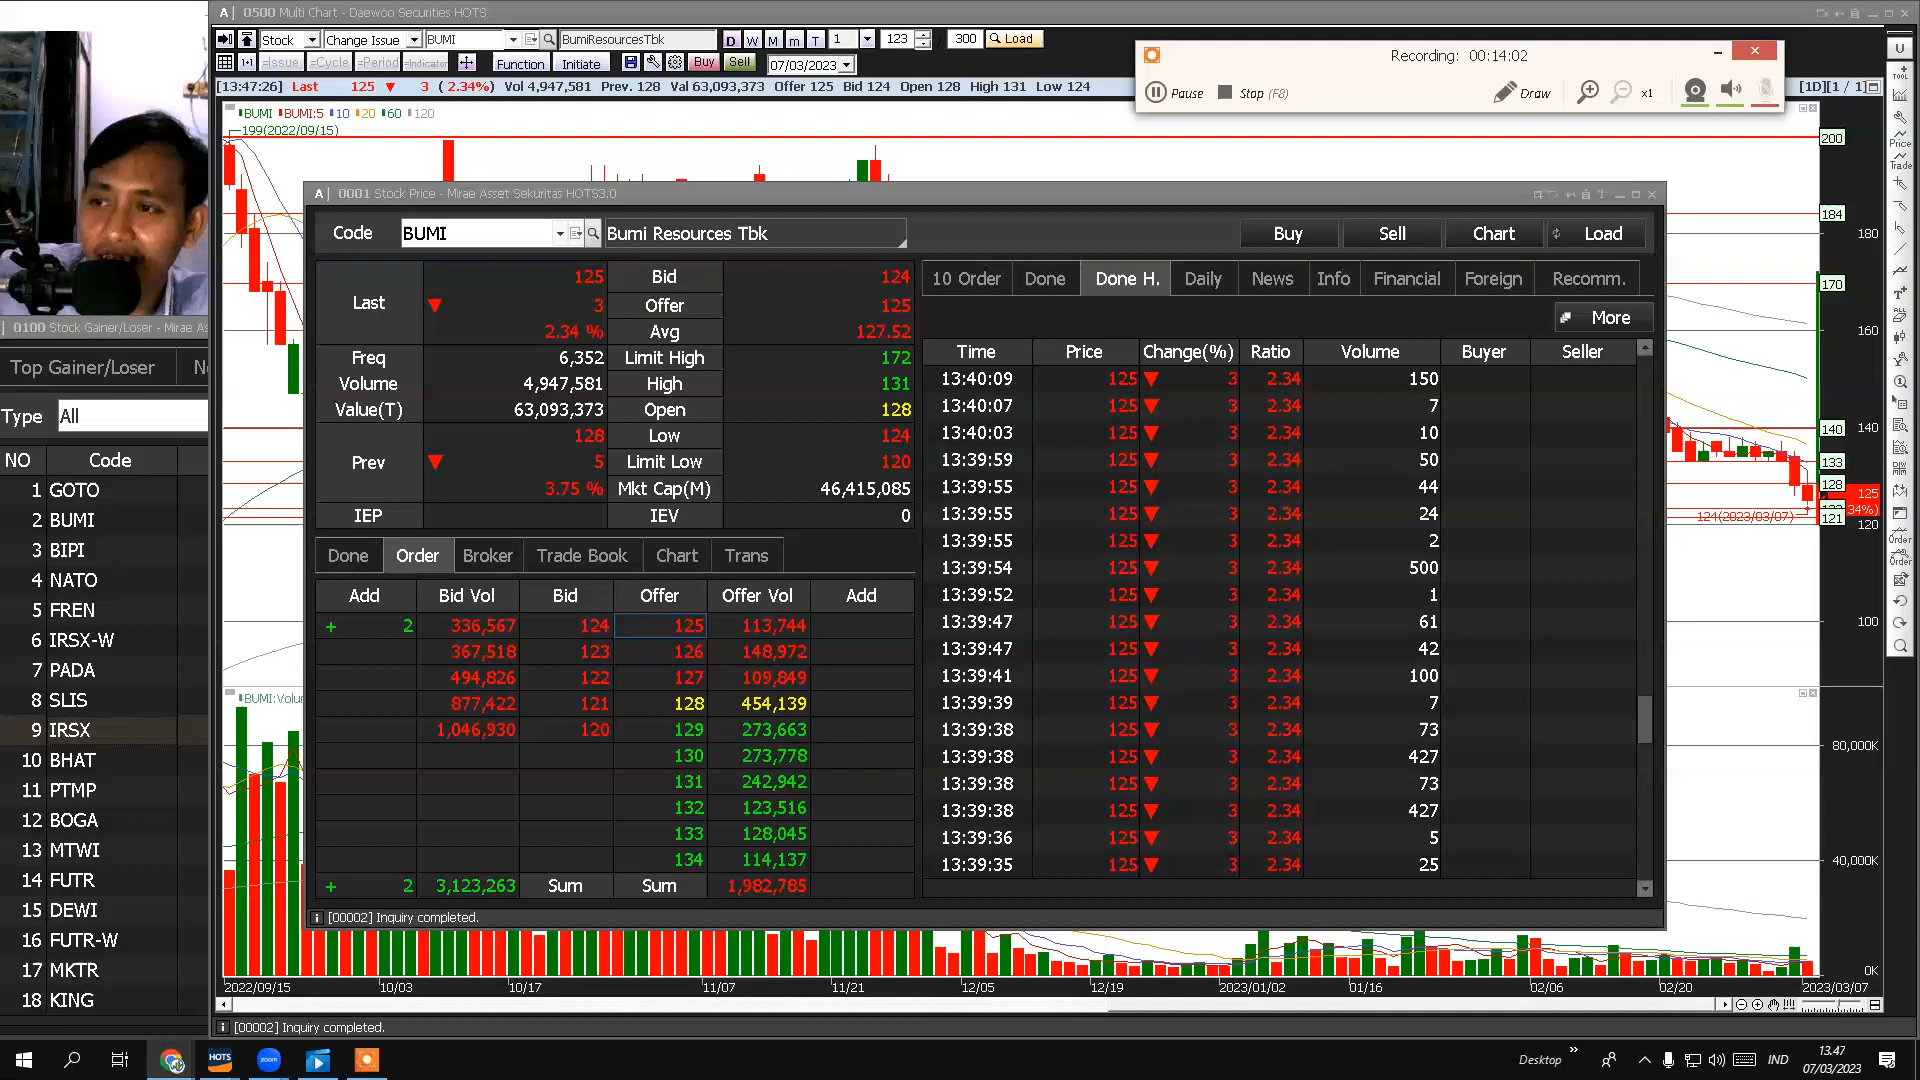 A 0500 Multi Chart - Daewoo Securities HOTS
Stock Change Issue BUMI BumiResourcesTbk D W M m T 1 123 300 Load
=Issue =Cycle =Period =Indicator Function Initiate Buy Sell 07/03/2023
[13:47:26] Last 125 ▼ 3 ( 2.34%) Vol 4,947,581 Prev. 128 Val 63,093,373 Offer 125 Bid 124 Open 128 High 131 Low 124 [1D][1 / 1]
Recording: 00:14:02
Pause Stop (F8) Draw x1
BUMI BUMI:5 10 20 60 120
199(2022/09/15)
A 0001 Stock Price - Mirae Asset Sekuritas HOTS3.0
Code BUMI Bumi Resources Tbk Buy Sell Chart Load
Last 125 Bid 124
▼ 3 Offer 125
2.34 % Avg 127.52
Freq 6,352 Limit High 172
Volume 4,947,581 High 131
Value(T) 63,093,373 Open 128
Prev 128 Low 124
▼ 5 Limit Low 120
3.75 % Mkt Cap(M) 46,415,085
IEP IEV 0
Done Order Broker Trade Book Chart Trans
Add Bid Vol Bid Offer Offer Vol Add
+ 2 336,567 124 125 113,744
367,518 123 126 148,972
494,826 122 127 109,849
877,422 121 128 454,139
1,046,930 120 129 273,663
130 273,778
131 242,942
132 123,516
133 128,045
134 114,137
+ 2 3,123,263 Sum Sum 1,982,785
[00002] Inquiry completed.
10 Order Done Done H. Daily News Info Financial Foreign Recomm.
More
Time Price Change(%) Ratio Volume Buyer Seller
13:40:09 125 ▼ 3 2.34 150
13:40:07 125 ▼ 3 2.34 7
13:40:03 125 ▼ 3 2.34 10
13:39:59 125 ▼ 3 2.34 50
13:39:55 125 ▼ 3 2.34 44
13:39:55 125 ▼ 3 2.34 24
13:39:55 125 ▼ 3 2.34 2
13:39:54 125 ▼ 3 2.34 500
13:39:52 125 ▼ 3 2.34 1
13:39:47 125 ▼ 3 2.34 61
13:39:47 125 ▼ 3 2.34 42
13:39:41 125 ▼ 3 2.34 100
13:39:39 125 ▼ 3 2.34 7
13:39:38 125 ▼ 3 2.34 73
13:39:38 125 ▼ 3 2.34 427
13:39:38 125 ▼ 3 2.34 73
13:39:38 125 ▼ 3 2.34 427
13:39:36 125 ▼ 3 2.34 5
13:39:35 125 ▼ 3 2.34 25
0100 Stock Gainer/Loser - Mirae As
Top Gainer/Loser
Type All
NO Code
1 GOTO
2 BUMI
3 BIPI
4 NATO
5 FREN
6 IRSX-W
7 PADA
8 SLIS
9 IRSX
10 BHAT
11 PTMP
12 BOGA
13 MTWI
14 FUTR
15 DEWI
16 FUTR-W
17 MKTR
18 KING
200
184
180
170
160
140 140
133
128
125
34%)
121 120
100
124(2023/03/07)
80,000K
40,000K
0K
BUMI:Volu
U
TOOL
Price
Trade
DIV
Order
Order
2022/09/15 10/03 10/17 11/07 11/21 12/05 12/19 2023/01/02 01/16 02/06 02/20 2023/03/07
[00002] Inquiry completed.
HOTS zoom Desktop IND
13.47
07/03/2023